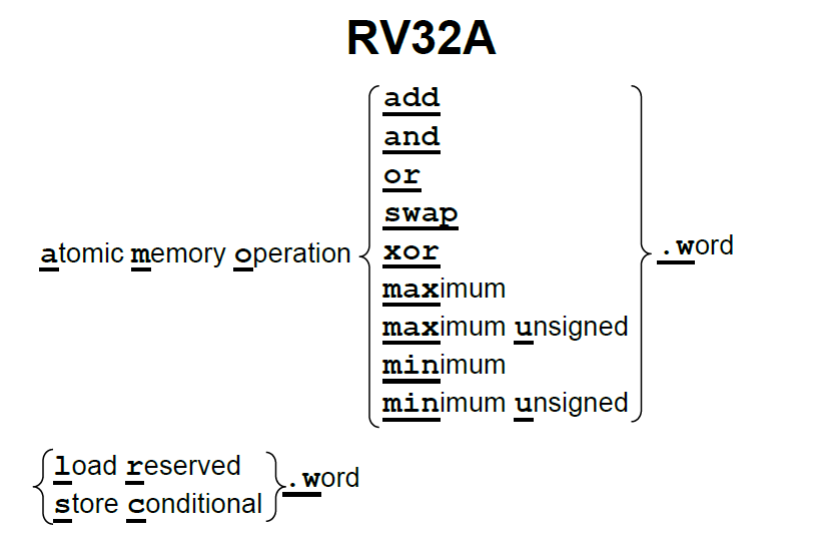 RV32A
add
and
or
swap
atomic memory operation xor .word
maximum
maximum unsigned
minimum
minimum unsigned
load reserved
store conditional
.word